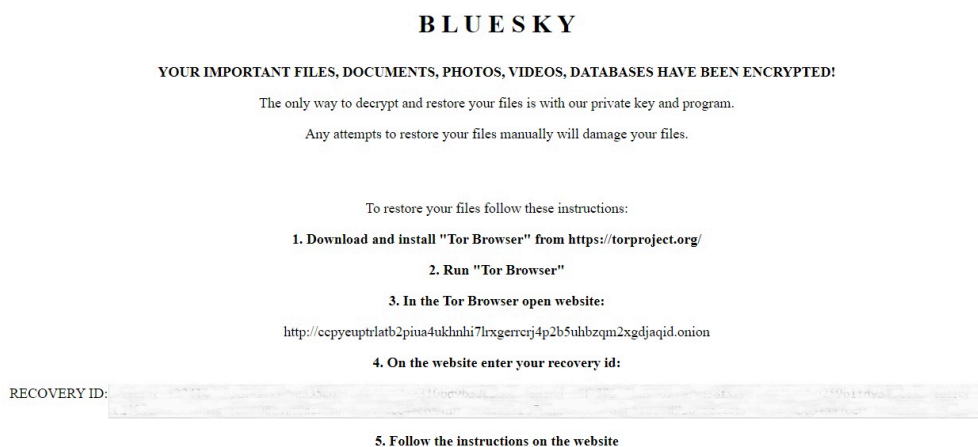 B L U E S K Y
YOUR IMPORTANT FILES, DOCUMENTS, PHOTOS, VIDEOS, DATABASES HAVE BEEN ENCRYPTED!
The only way to decrypt and restore your files is with our private key and program.
Any attempts to restore your files manually will damage your files.
To restore your files follow these instructions:
1. Download and install "Tor Browser" from https://torproject.org/
2. Run "Tor Browser"
3. In the Tor Browser open website:
http://ccpyeuptrlatb2piua4ukhnhi7lrxgerrcrj4p2b5uhbzqm2xgdjaqid.onion
4. On the website enter your recovery id:
RECOVERY ID:
5. Follow the instructions on the website